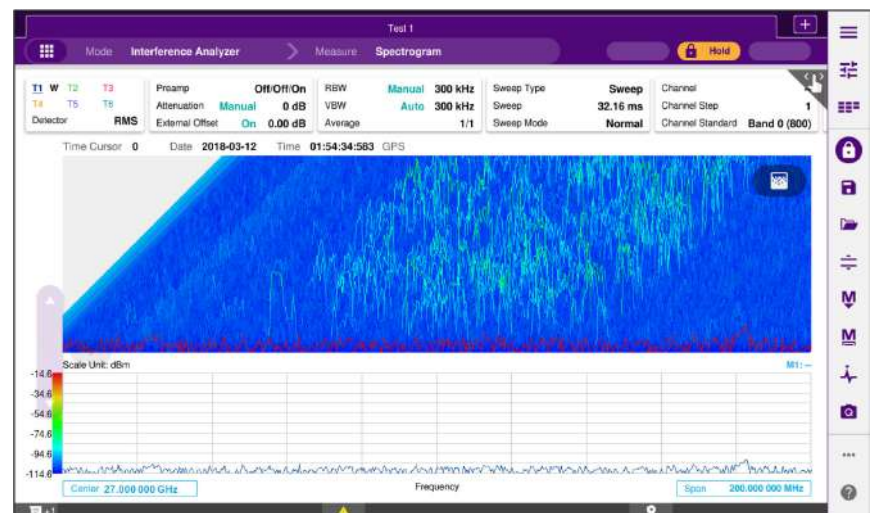 Test 1
Mode Interference Analyzer Measure Spectrogram Hold
T1 W T2 T3
T4 T5 T6
Detector RMS
Preamp Off/Off/On
Attenuation Manual 0 dB
External Offset On 0.00 dB
RBW Manual 300 kHz
VBW Auto 300 kHz
Average 1/1
Sweep Type Sweep
Sweep 32.16 ms
Sweep Mode Normal
Channel
Channel Step 1
Channel Standard Band 0 (800)
Time Cursor 0 Date 2018-03-12 Time 01:54:34:583 GPS
Scale Unit: dBm M1: --
-14.6
-34.6
-54.6
-74.6
-94.6
-114.6
Center 27.000 000 GHz Frequency Span 200.000 000 MHz